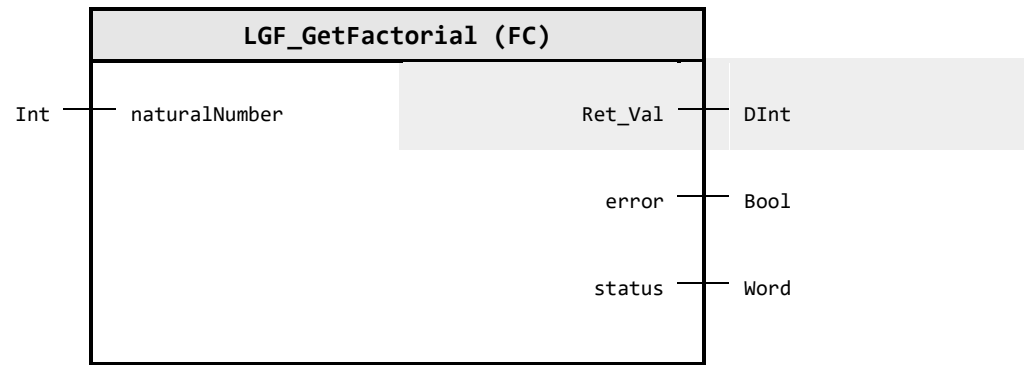 LGF_GetFactorial (FC)
Int naturalNumber Ret_Val DInt
error Bool
status Word